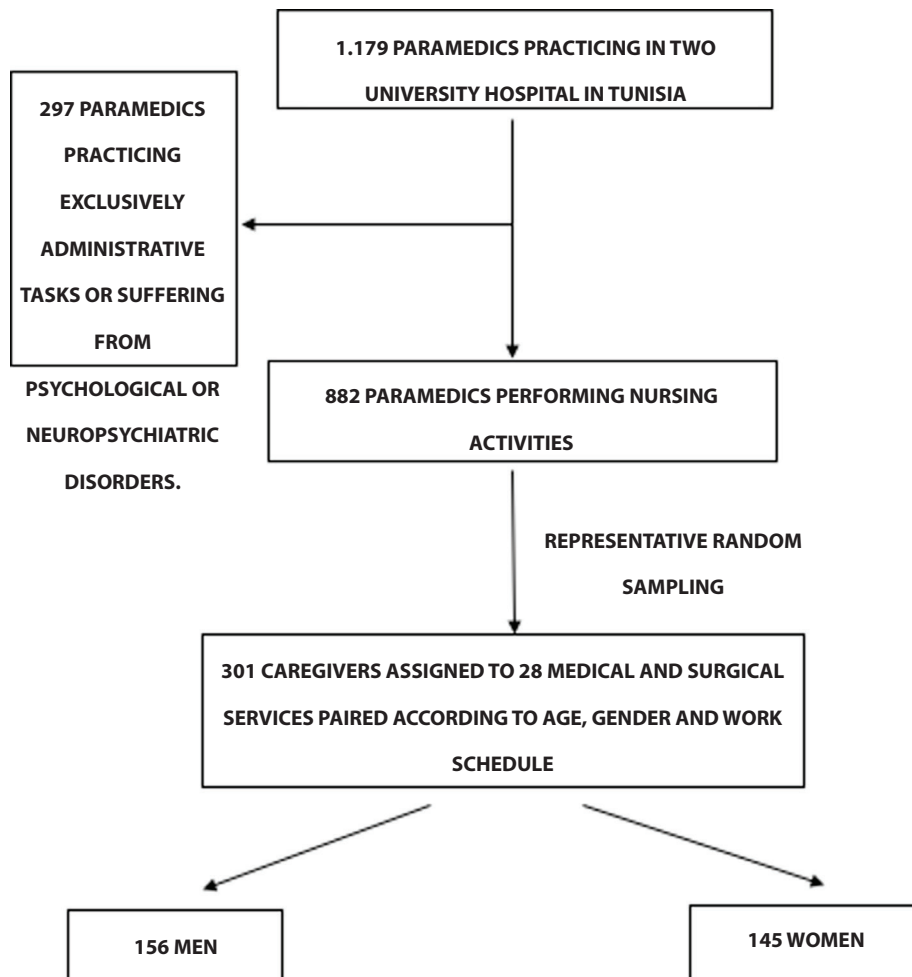 1.179 PARAMEDICS PRACTICING IN TWO
UNIVERSITY HOSPITAL IN TUNISIA
297 PARAMEDICS
PRACTICING
EXCLUSIVELY
ADMINISTRATIVE
TASKS OR SUFFERING
FROM
PSYCHOLOGICAL OR
NEUROPSYCHIATRIC
DISORDERS.
882 PARAMEDICS PERFORMING NURSING
ACTIVITIES
REPRESENTATIVE RANDOM
SAMPLING
301 CAREGIVERS ASSIGNED TO 28 MEDICAL AND SURGICAL
SERVICES PAIRED ACCORDING TO AGE, GENDER AND WORK
SCHEDULE
156 MEN
145 WOMEN